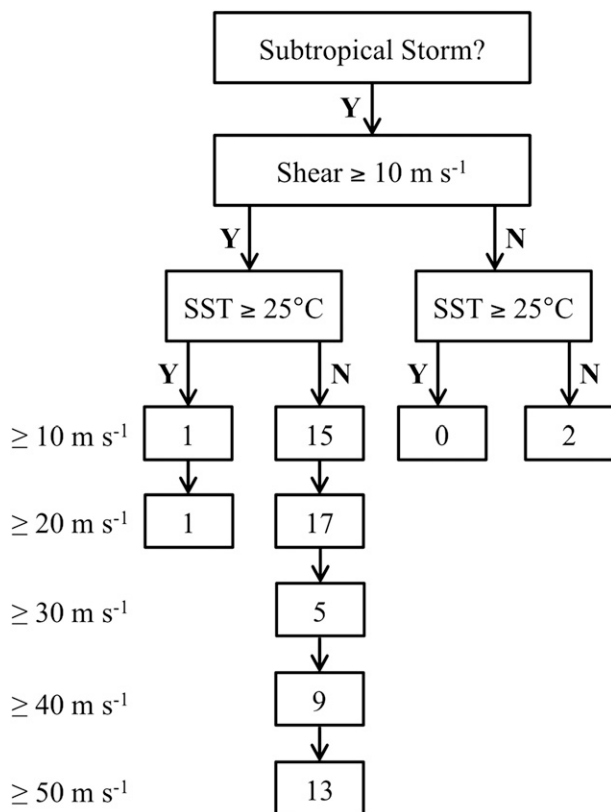 Subtropical Storm?
Y
Shear ≥ 10 m s⁻¹
Y
N
SST ≥ 25°C
SST ≥ 25°C
Y
N
Y
N
≥ 10 m s⁻¹ 1 15 0 2
≥ 20 m s⁻¹ 1 17
≥ 30 m s⁻¹ 5
≥ 40 m s⁻¹ 9
≥ 50 m s⁻¹ 13